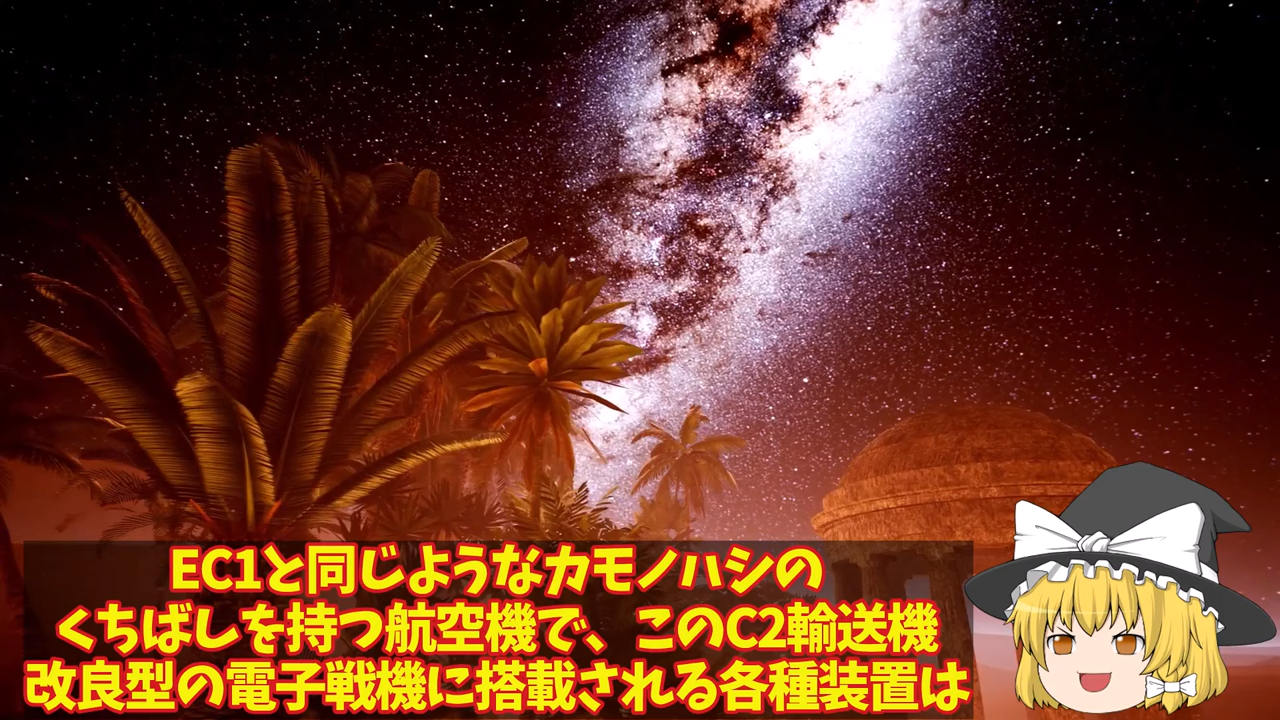 EC1と同じようなカモノハシの
くちばしを持つ航空機で、このC2輸送機
改良型の電子戦機に搭載される各種装置は